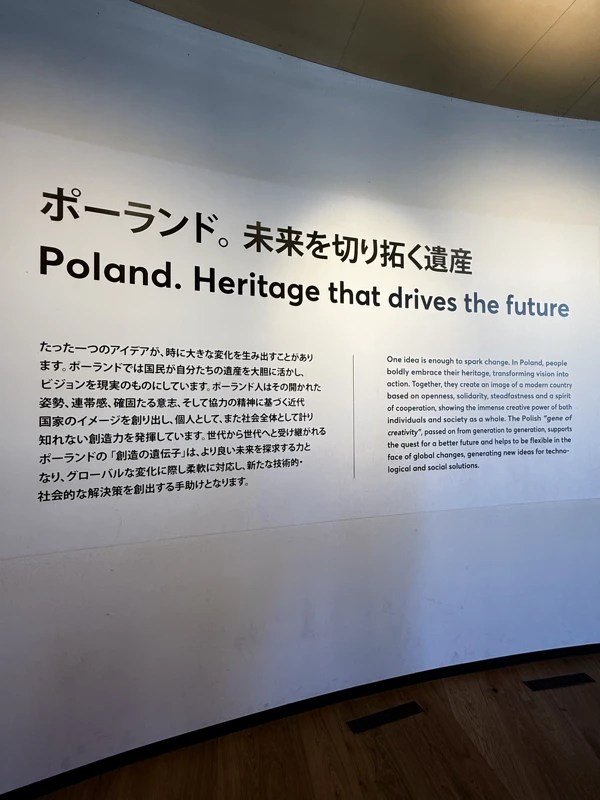 ポーランド。未来を切り拓く遺産
Poland. Heritage that drives the future
たった一つのアイデアが、時に大きな変化を生み出すことがあり
ます。ポーランドでは国民が自分たちの遺産を大胆に活かし、
ビジョンを現実のものにしています。ポーランド人はその開かれた
姿勢、連帯感、確固たる意志、そして協力の精神に基づく近代
国家のイメージを創り出し、個人として、また社会全体として計り
知れない創造力を発揮しています。世代から世代へと受け継がれる
ポーランドの「創造の遺伝子」は、より良い未来を探求する力と
なり、グローバルな変化に際し柔軟に対応し、新たな技術的・
社会的な解決策を創出する手助けとなります。
One idea is enough to spark change. In Poland, people
boldly embrace their heritage, transforming vision into
action. Together, they create an image of a modern country
based on openness, solidarity, steadfastness and a spirit
of cooperation, showing the immense creative power of both
individuals and society as a whole. The Polish "gene of
creativity", passed on from generation to generation, supports
the quest for a better future and helps to be flexible in the
face of global changes, generating new ideas for techno-
logical and social solutions.